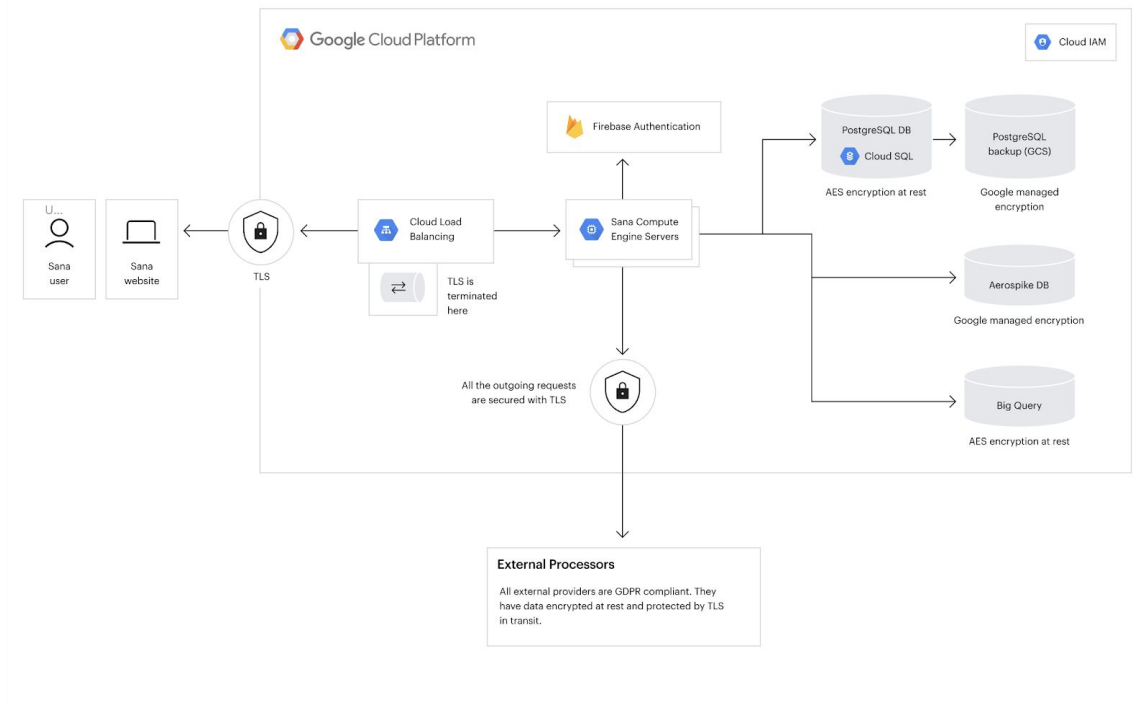 Google Cloud Platform
Cloud IAM
Firebase Authentication
PostgreSQL DB
Cloud SQL
AES encryption at rest
PostgreSQL
backup (GCS)
Google managed
encryption
U...
Sana
user
Sana
website
TLS
Cloud Load
Balancing
TLS is
terminated
here
Sana Compute
Engine Servers
Aerospike DB
Google managed encryption
All the outgoing requests
are secured with TLS
Big Query
AES encryption at rest
External Processors
All external providers are GDPR compliant. They
have data encrypted at rest and protected by TLS
in transit.